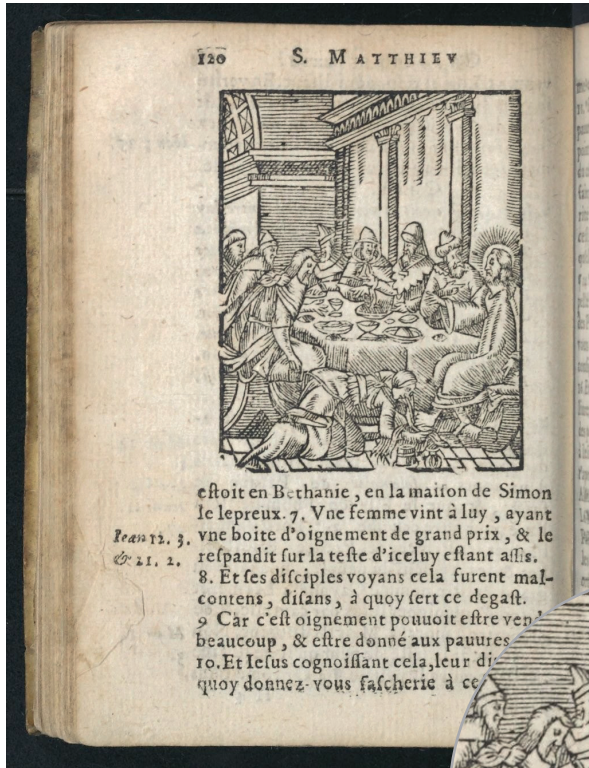 120 S. MATTHIEV
estoit en Bethanie, en la maison de Simon
le lepreux. 7. Vne femme vint à luy, ayant
Iean 12. 3. vne boite d'oignement de grand prix, & le
& 21. 2. respandit sur la teste d'iceluy estant assis.
8. Et ses disciples voyans cela furent mal-
contens, disans, à quoy sert ce degast.
9 Car c'est oignement pouuoit estre ven
beaucoup, & estre donné aux pauures
10. Et Iesus cognoissant cela, leur di
quoy donnez-vous fascherie à ce